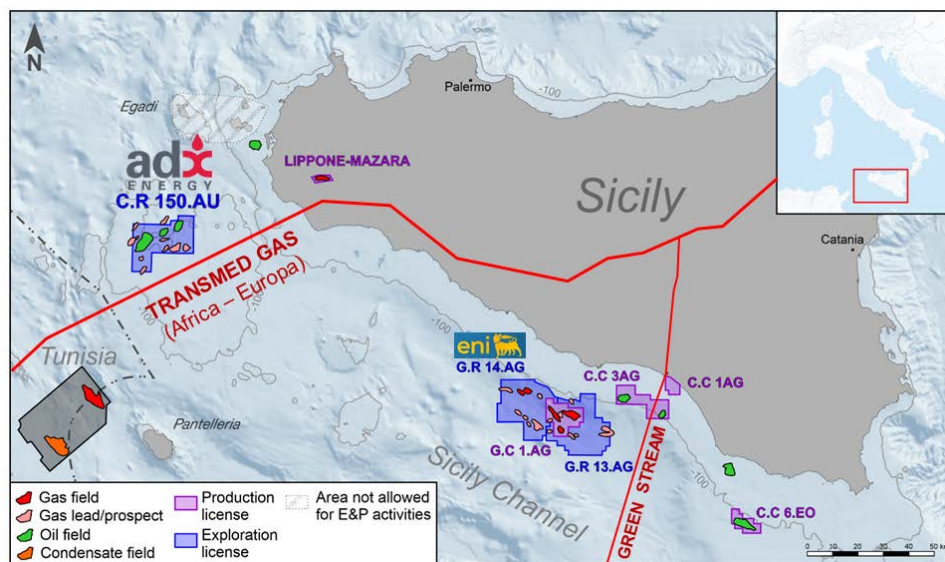 N
Palermo
-100
Egadi
adx
ENERGY
C.R 150.AU
LIPPONE-MAZARA
Sicily
Catania
TRANSMED GAS
(Africa – Europa)
-100
Tunisia
eni
G.R 14.AG
C.C 3AG
C.C 1AG
Pantelleria
G.C 1.AG
G.R 13.AG
Sicily Channel
GREEN STREAM
-100
C.C 6.EO
Gas field
Gas lead/prospect
Oil field
Condensate field
Production
license
Exploration
license
Area not allowed
for E&P activities
0 10 20 30 40 50 km